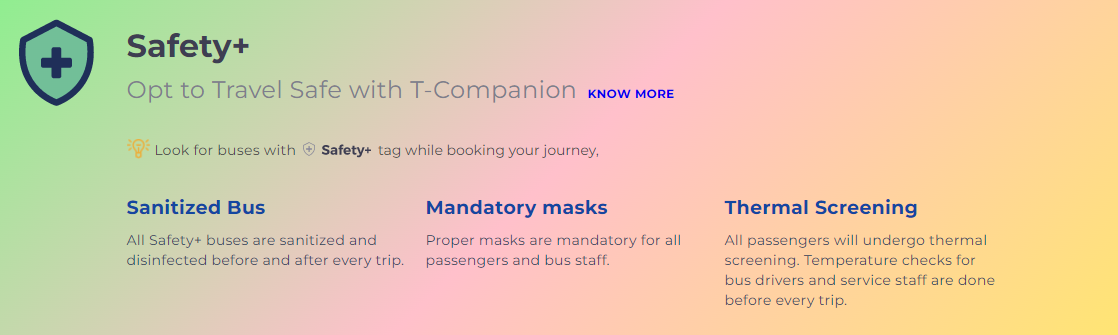 Safety+
Opt to Travel Safe with T-Companion KNOW MORE
Look for buses with Safety+ tag while booking your journey,
Sanitized Bus
All Safety+ buses are sanitized and
disinfected before and after every trip.
Mandatory masks
Proper masks are mandatory for all
passengers and bus staff.
Thermal Screening
All passengers will undergo thermal
screening. Temperature checks for
bus drivers and service staff are done
before every trip.